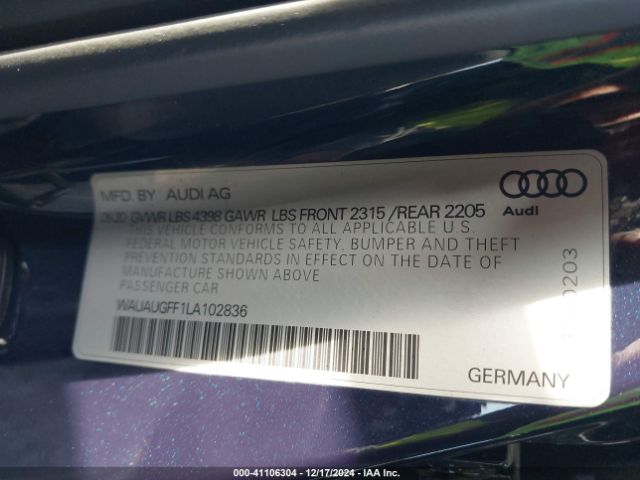 MFD. BY AUDI AG
09.20 GVWR LBS 4398 GAWR LBS FRONT 2315 / REAR 2205
THIS VEHICLE CONFORMS TO ALL APPLICABLE U.S.
FEDERAL MOTOR VEHICLE SAFETY, BUMPER AND THEFT
PREVENTION STANDARDS IN EFFECT ON THE DATE OF
MANUFACTURE SHOWN ABOVE
PASSENGER CAR
WAUAUGFF1LA102836
Audi
GERMANY
000-41106304 - 12/17/2024 - IAA Inc.